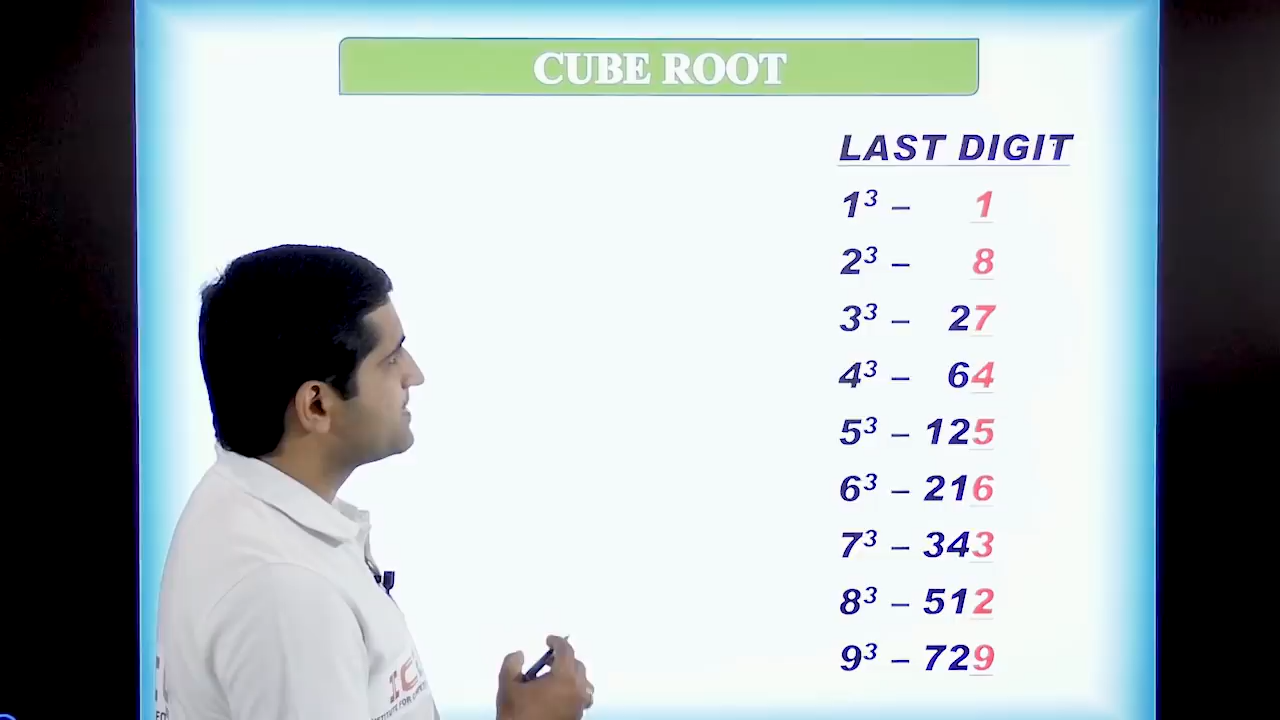 CUBE ROOT
LAST DIGIT
1³ – 1
2³ – 8
3³ – 27
4³ – 64
5³ – 125
6³ – 216
7³ – 343
8³ – 512
9³ – 729